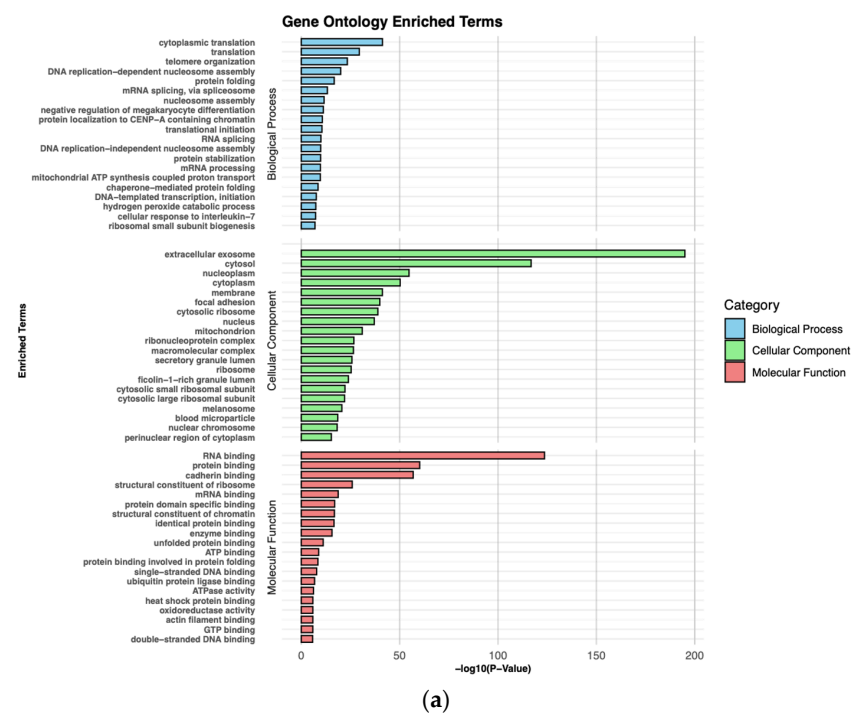 Gene Ontology Enriched Terms
Enriched Terms
Biological Process
cytoplasmic translation
translation
telomere organization
DNA replication−dependent nucleosome assembly
protein folding
mRNA splicing, via spliceosome
nucleosome assembly
negative regulation of megakaryocyte differentiation
protein localization to CENP−A containing chromatin
translational initiation
RNA splicing
DNA replication−independent nucleosome assembly
protein stabilization
mRNA processing
mitochondrial ATP synthesis coupled proton transport
chaperone−mediated protein folding
DNA−templated transcription, initiation
hydrogen peroxide catabolic process
cellular response to interleukin−7
ribosomal small subunit biogenesis
Cellular Component
extracellular exosome
cytosol
nucleoplasm
cytoplasm
membrane
focal adhesion
cytosolic ribosome
nucleus
mitochondrion
ribonucleoprotein complex
macromolecular complex
secretory granule lumen
ribosome
ficolin−1−rich granule lumen
cytosolic small ribosomal subunit
cytosolic large ribosomal subunit
melanosome
blood microparticle
nuclear chromosome
perinuclear region of cytoplasm
Molecular Function
RNA binding
protein binding
cadherin binding
structural constituent of ribosome
mRNA binding
protein domain specific binding
structural constituent of chromatin
identical protein binding
enzyme binding
unfolded protein binding
ATP binding
protein binding involved in protein folding
single−stranded DNA binding
ubiquitin protein ligase binding
ATPase activity
heat shock protein binding
oxidoreductase activity
actin filament binding
GTP binding
double−stranded DNA binding
0 50 100 150 200
−log10(P−Value)
Category
Biological Process
Cellular Component
Molecular Function
(a)